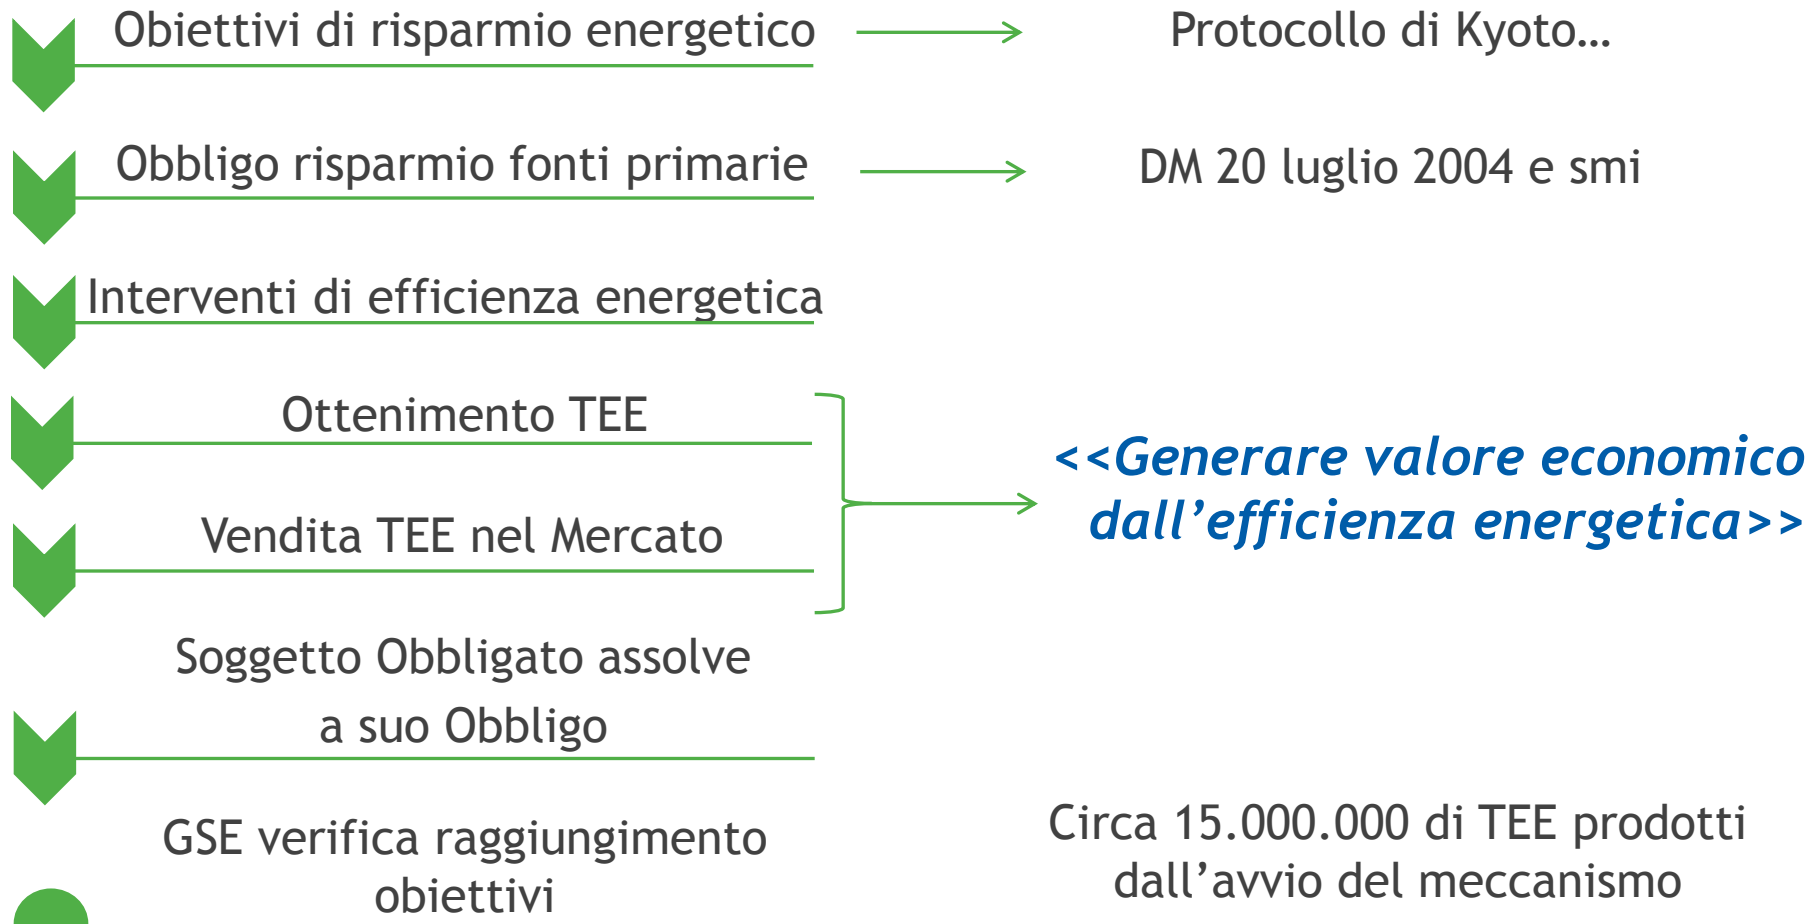 Obiettivi di risparmio energetico
Protocollo di Kyoto…
Obbligo risparmio fonti primarie
DM 20 luglio 2004 e smi
Interventi di efficienza energetica
Ottenimento TEE
<<Generare valore economico
dall’efficienza energetica>>
Vendita TEE nel Mercato
Soggetto Obbligato assolve
a suo Obbligo
GSE verifica raggiungimento
obiettivi
Circa 15.000.000 di TEE prodotti
dall’avvio del meccanismo